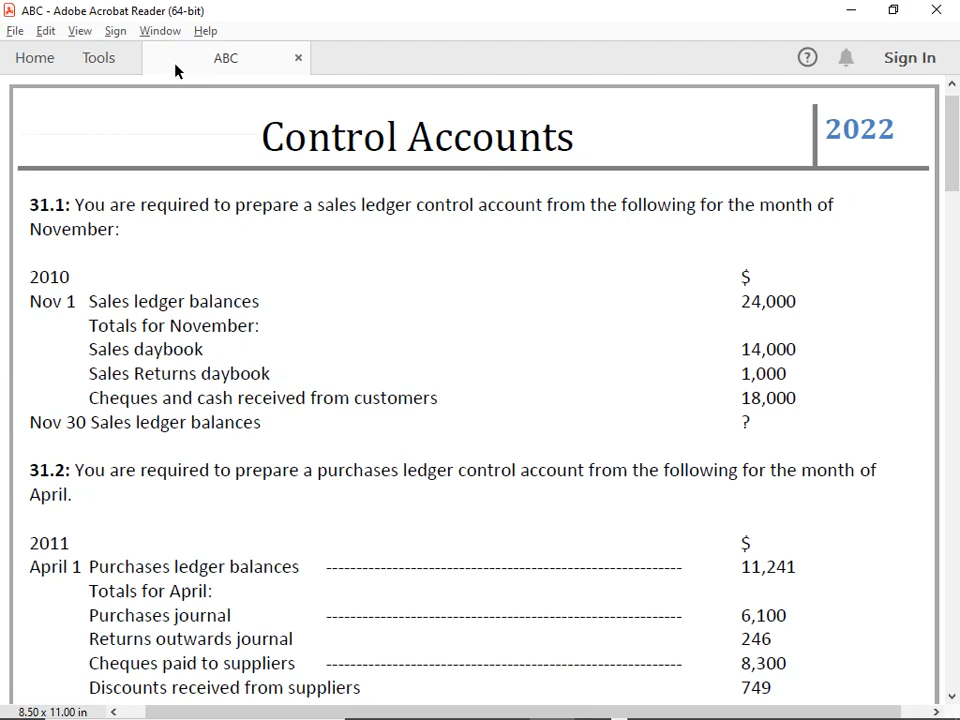 ABC - Adobe Acrobat Reader (64-bit)
File Edit View Sign Window Help
Home Tools ABC × ? Sign In
Control Accounts 2022
31.1: You are required to prepare a sales ledger control account from the following for the month of
November:
2010 $
Nov 1 Sales ledger balances 24,000
Totals for November:
Sales daybook 14,000
Sales Returns daybook 1,000
Cheques and cash received from customers 18,000
Nov 30 Sales ledger balances ?
31.2: You are required to prepare a purchases ledger control account from the following for the month of
April.
2011 $
April 1 Purchases ledger balances ----------------------------------------------------------- 11,241
Totals for April:
Purchases journal ----------------------------------------------------------- 6,100
Returns outwards journal 246
Cheques paid to suppliers ----------------------------------------------------------- 8,300
Discounts received from suppliers 749
8.50 x 11.00 in